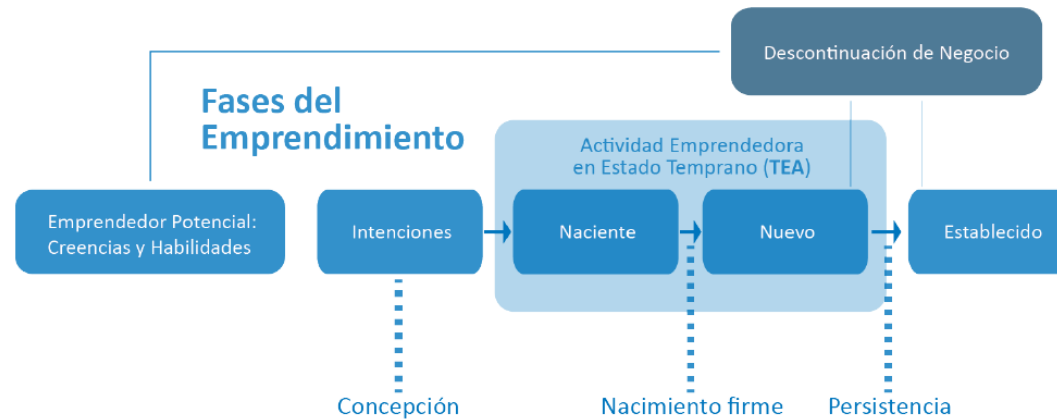 Descontinuación de Negocio
Fases del
Emprendimiento
Actividad Emprendedora
en Estado Temprano (TEA)
Emprendedor Potencial:
Creencias y Habilidades
Intenciones
Naciente
Nuevo
Establecido
Concepción
Nacimiento firme
Persistencia